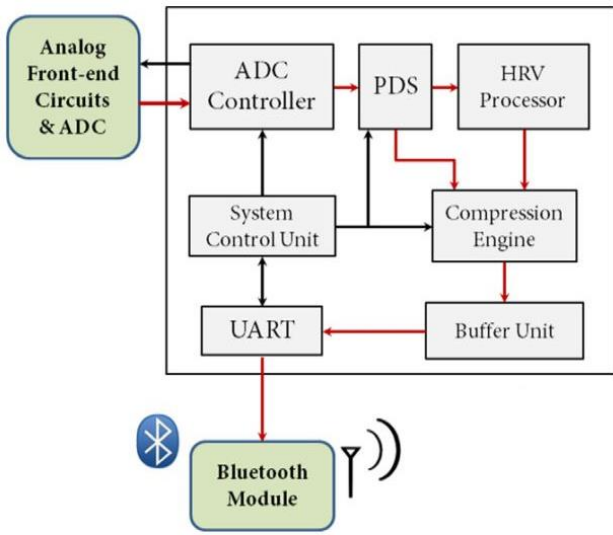 Analog
Front-end
Circuits
& ADC
ADC
Controller
PDS
HRV
Processor
System
Control Unit
Compression
Engine
UART
Buffer Unit
Bluetooth
Module